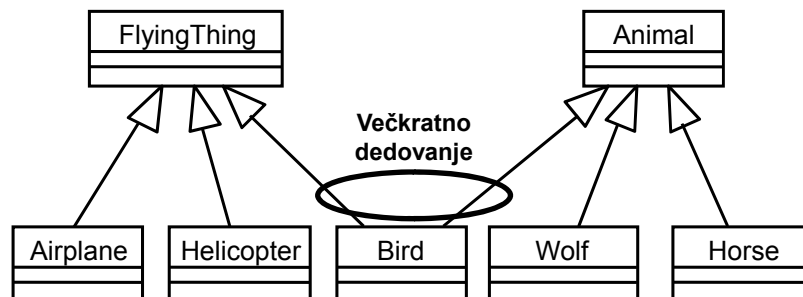 FlyingThing
Animal
Večkratno
dedovanje
Airplane
Helicopter
Bird
Wolf
Horse